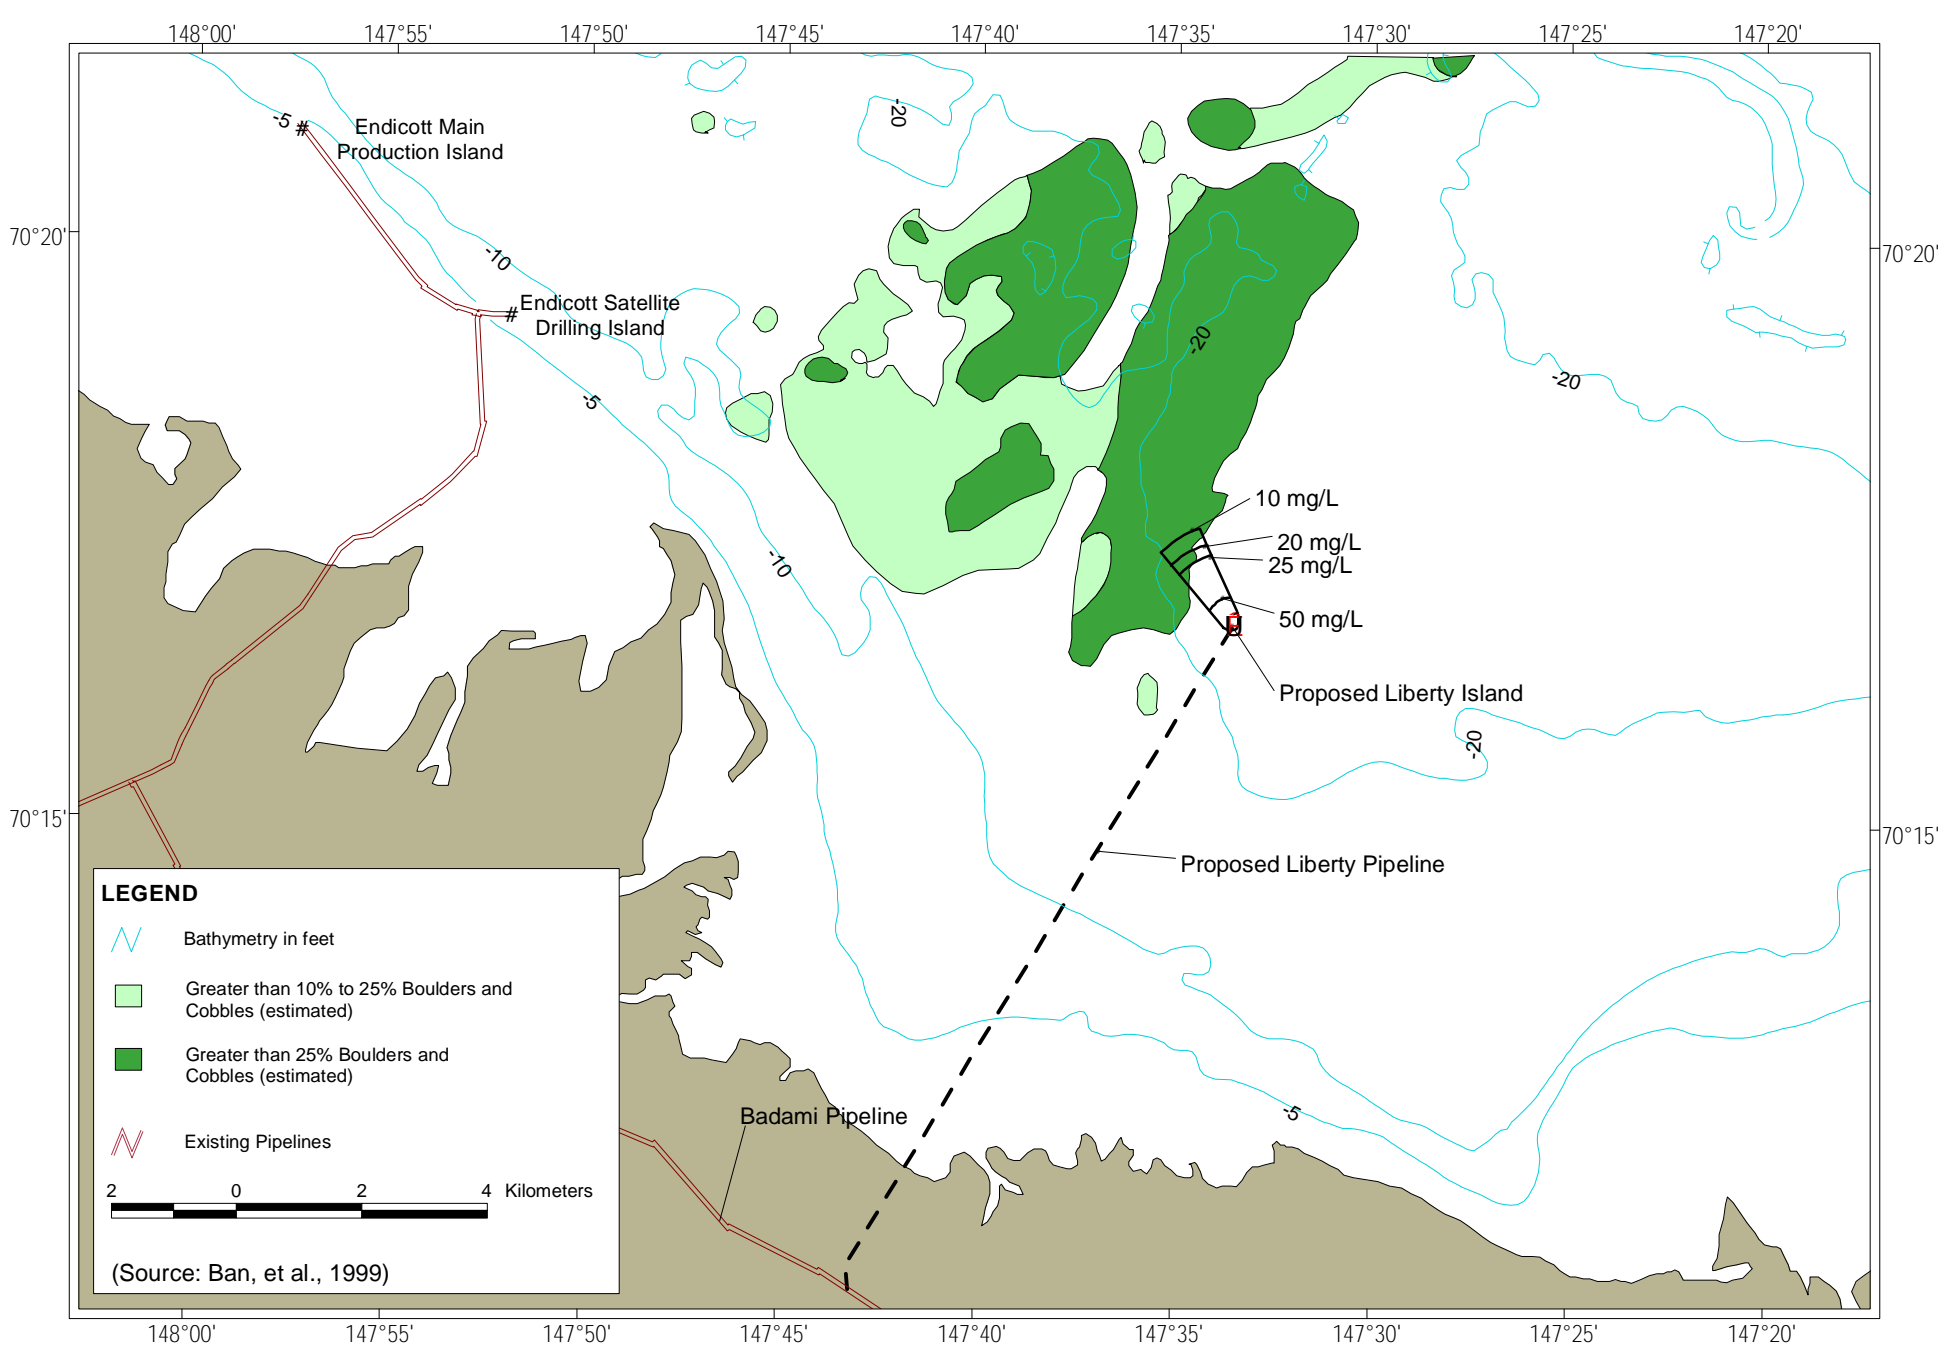 148°00' 147°55' 147°50' 147°45' 147°40' 147°35' 147°30' 147°25' 147°20'
-5 #
Endicott Main
Production Island
-20
70°20'
70°20'
-10
#
Endicott Satellite
Drilling Island
-20
-20
-5
10 mg/L
20 mg/L
25 mg/L
-10
50 mg/L
Proposed Liberty Island
-20
70°15'
70°15'
Proposed Liberty Pipeline
LEGEND
Bathymetry in feet
Greater than 10% to 25% Boulders and
Cobbles (estimated)
Greater than 25% Boulders and
Cobbles (estimated)
Existing Pipelines
2 0 2 4 Kilometers
(Source: Ban, et al., 1999)
Badami Pipeline
-5
148°00' 147°55' 147°50' 147°45' 147°40' 147°35' 147°30' 147°25' 147°20'